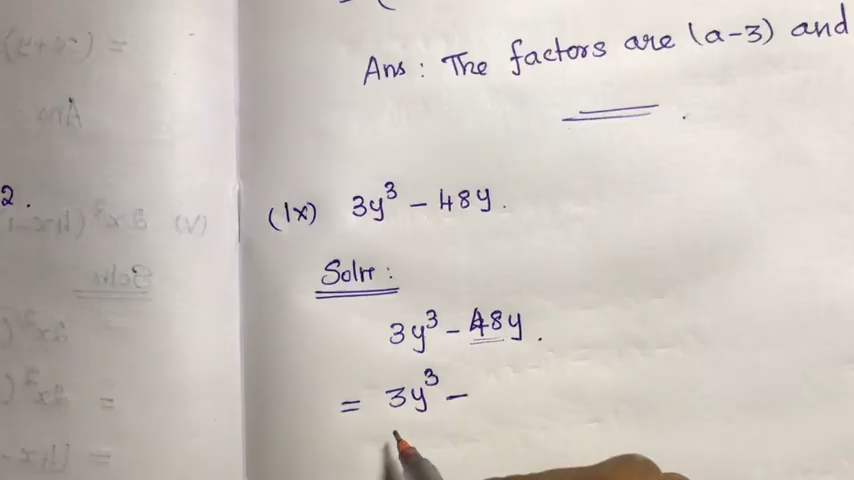 Ans : The factors are (a-3) and
2.
(ix) 3y³ - 48y.
Soln :
3y³ - 48y.
= 3y³ -